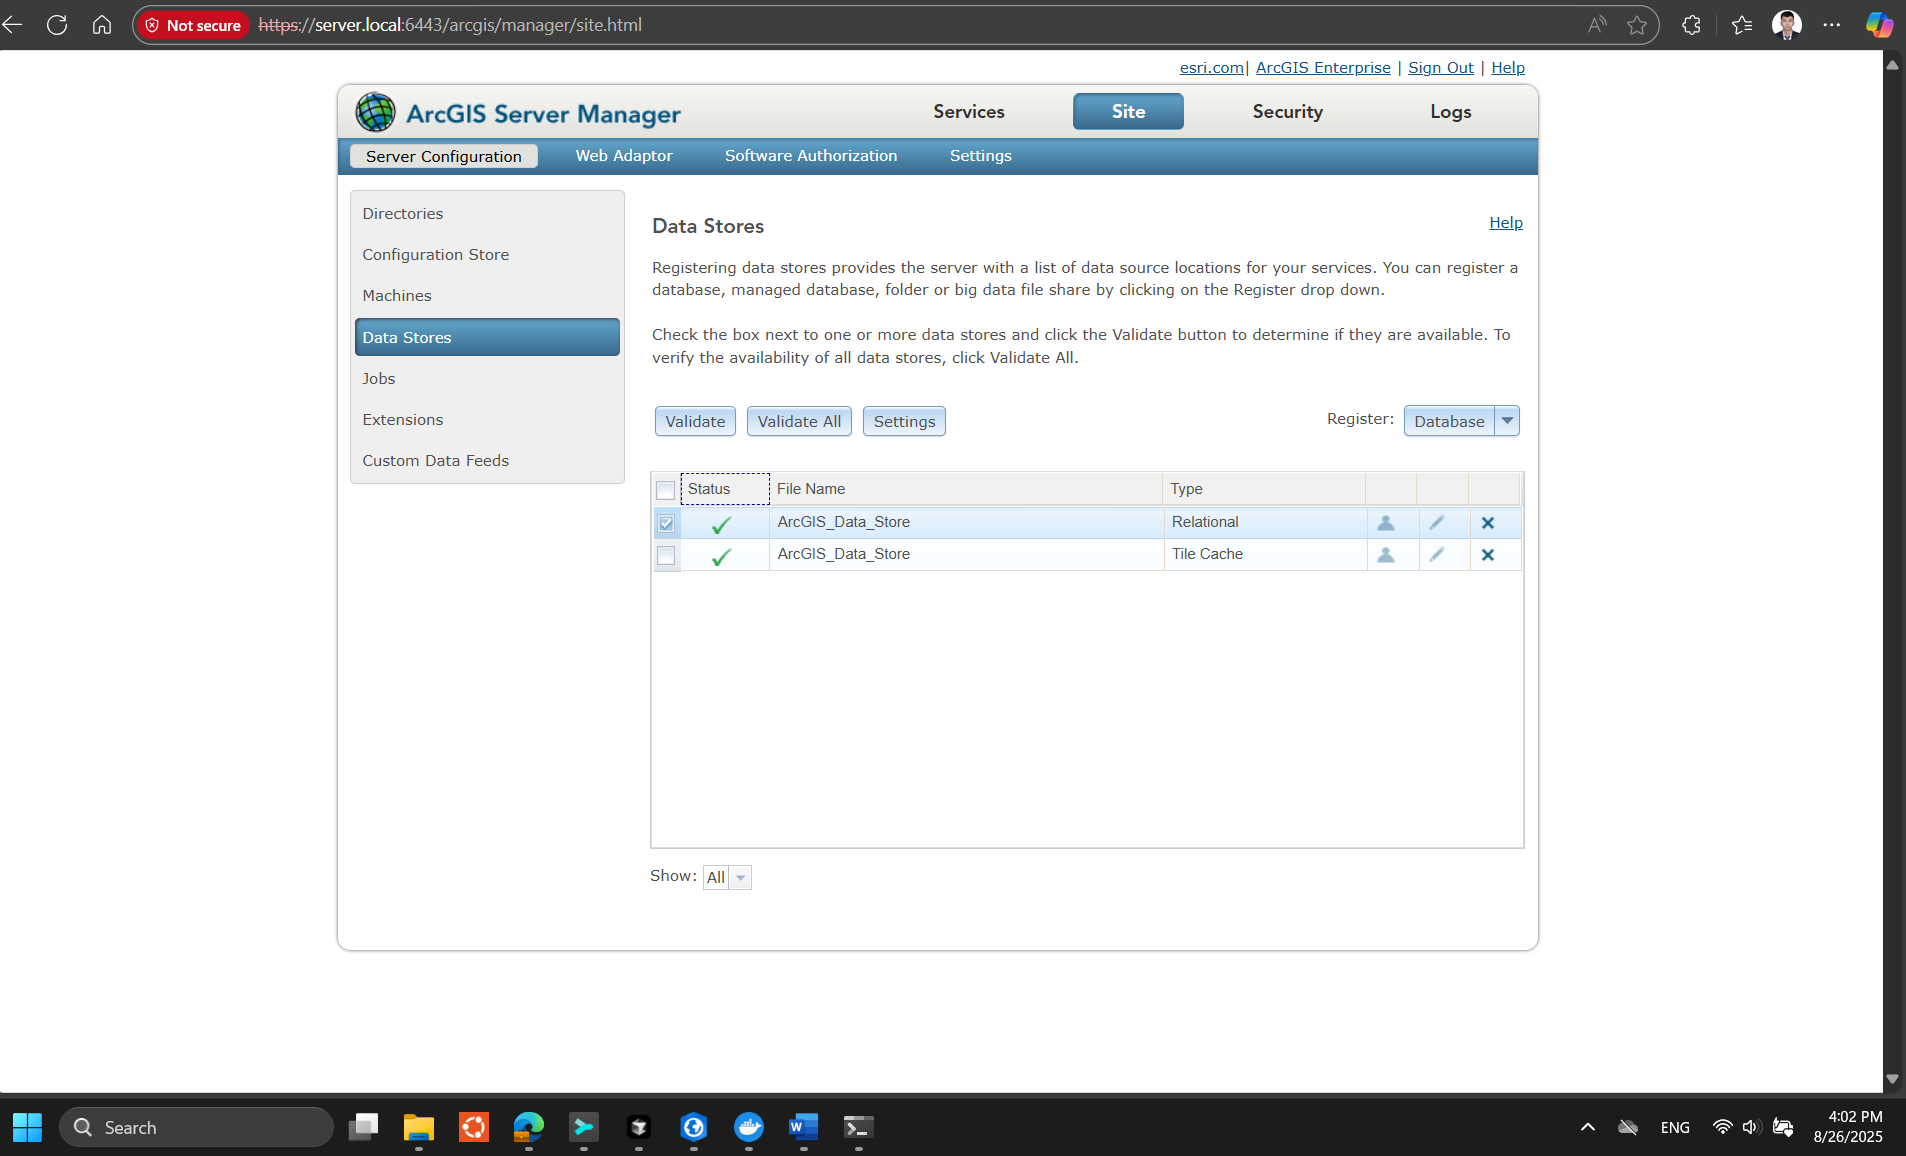 Not secure https://server.local:6443/arcgis/manager/site.html
esri.com| ArcGIS Enterprise | Sign Out | Help
ArcGIS Server Manager
Services Site Security Logs
Server Configuration Web Adaptor Software Authorization Settings
Directories
Configuration Store
Machines
Data Stores
Jobs
Extensions
Custom Data Feeds
Data Stores
Help
Registering data stores provides the server with a list of data source locations for your services. You can register a
database, managed database, folder or big data file share by clicking on the Register drop down.
Check the box next to one or more data stores and click the Validate button to determine if they are available. To
verify the availability of all data stores, click Validate All.
Validate Validate All Settings Register: Database
Status File Name Type
ArcGIS_Data_Store Relational
ArcGIS_Data_Store Tile Cache
Show: All
Search
ENG
4:02 PM
8/26/2025